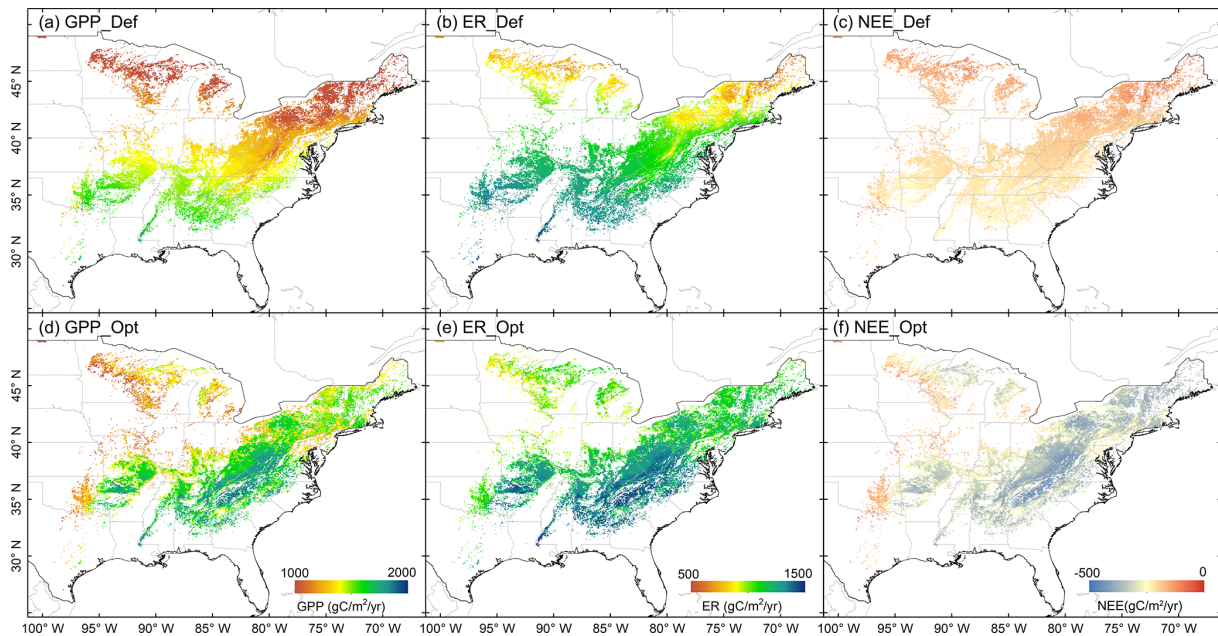 (a) GPP_Def
(b) ER_Def
(c) NEE_Def
45° N
40° N
35° N
30° N
(d) GPP_Opt
(e) ER_Opt
(f) NEE_Opt
45° N
40° N
35° N
30° N
1000 2000
GPP (gC/m²/yr)
500 1500
ER (gC/m²/yr)
-500 0
NEE(gC/m²/yr)
100° W 95° W 90° W 85° W 80° W 75° W 70° W
100° W 95° W 90° W 85° W 80° W 75° W 70° W
100° W 95° W 90° W 85° W 80° W 75° W 70° W